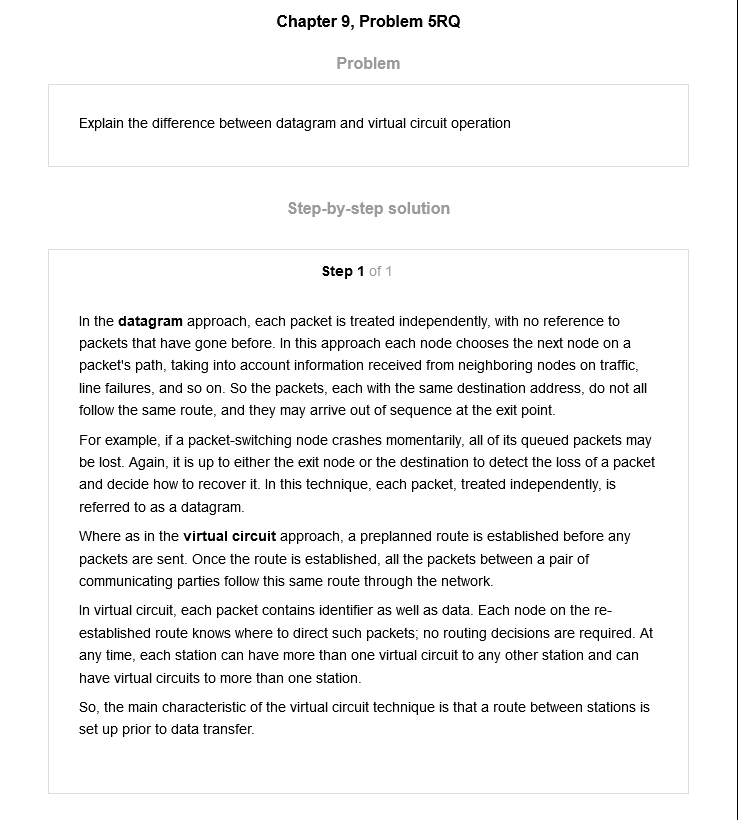 Chapter 9, Problem 5RQ
Problem
Explain the difference between datagram and virtual circuit operation
Step-by-step solution
Step 1 of 1
In the datagram approach, each packet is treated independently, with no reference to
packets that have gone before. In this approach each node chooses the next node on a
packet's path, taking into account information received from neighboring nodes on traffic,
line failures, and so on. So the packets, each with the same destination address, do not all
follow the same route, and they may arrive out of sequence at the exit point.
For example, if a packet-switching node crashes momentarily, all of its queued packets may
be lost. Again, it is up to either the exit node or the destination to detect the loss of a packet
and decide how to recover it. In this technique, each packet, treated independently, is
referred to as a datagram.
Where as in the virtual circuit approach, a preplanned route is established before any
packets are sent. Once the route is established, all the packets between a pair of
communicating parties follow this same route through the network.
In virtual circuit, each packet contains identifier as well as data. Each node on the re-
established route knows where to direct such packets; no routing decisions are required. At
any time, each station can have more than one virtual circuit to any other station and can
have virtual circuits to more than one station.
So, the main characteristic of the virtual circuit technique is that a route between stations is
set up prior to data transfer.